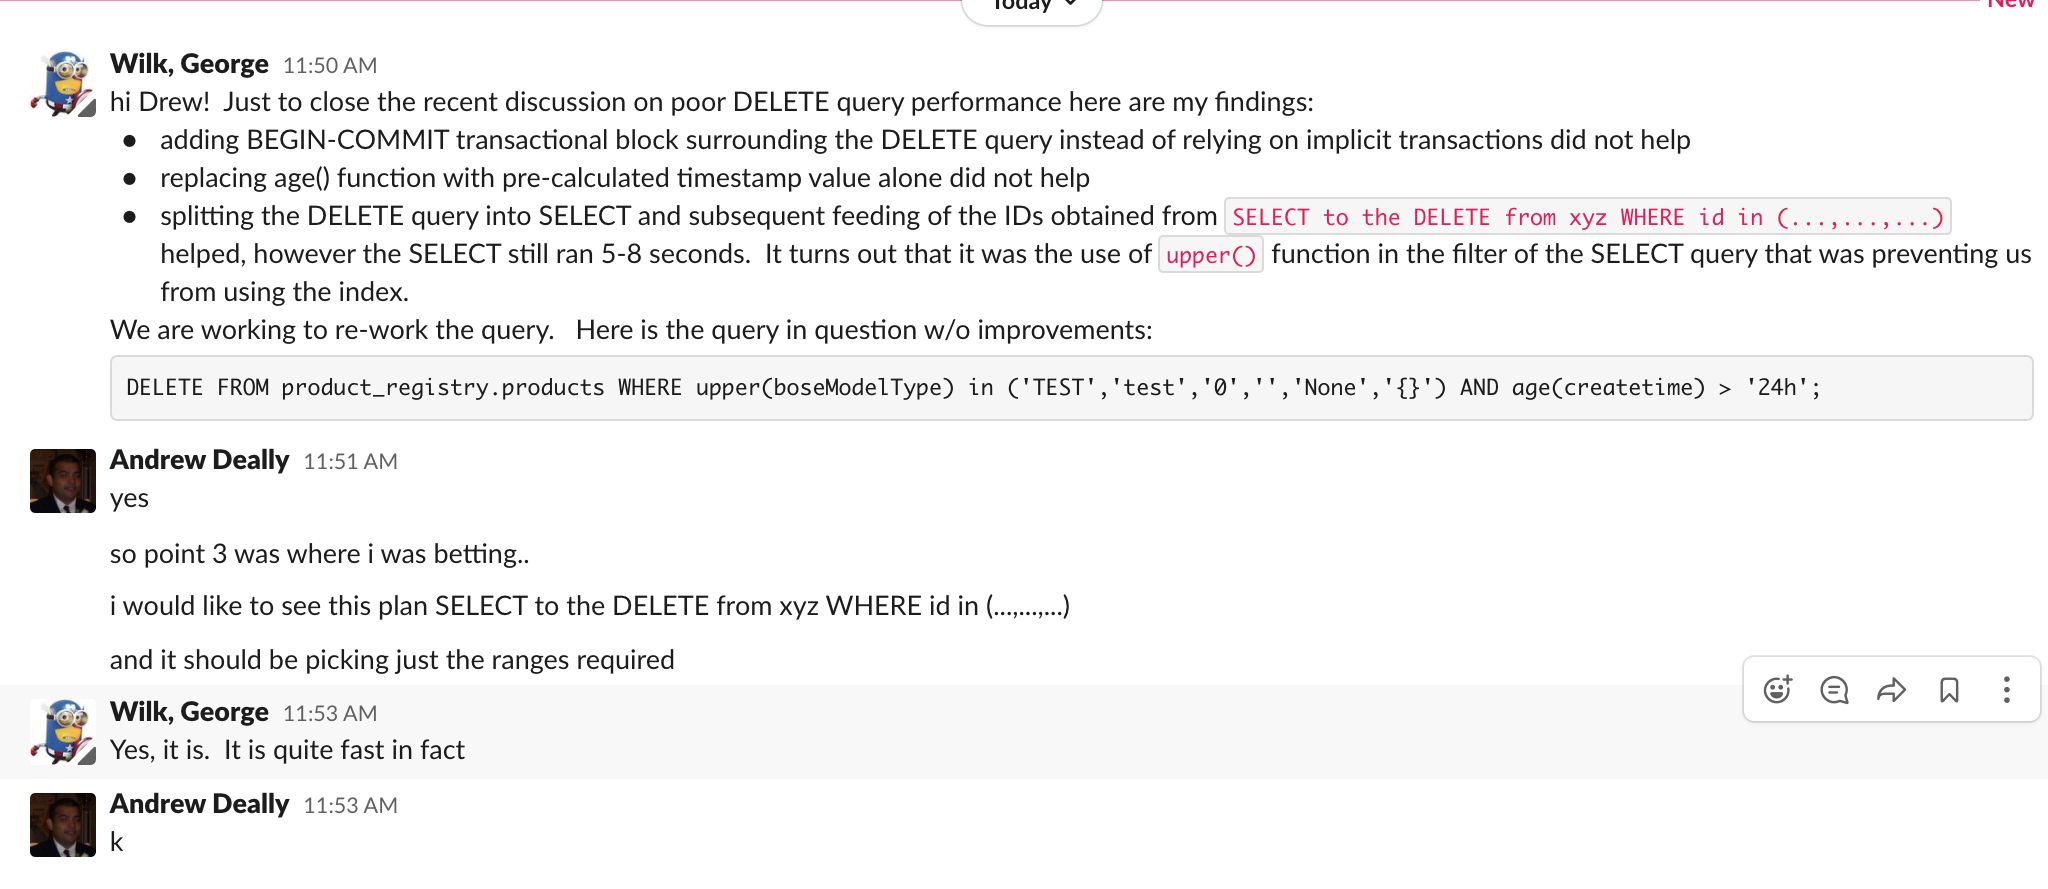 Today
New
Wilk, George 11:50 AM
hi Drew!  Just to close the recent discussion on poor DELETE query performance here are my findings:
● adding BEGIN-COMMIT transactional block surrounding the DELETE query instead of relying on implicit transactions did not help
● replacing age() function with pre-calculated timestamp value alone did not help
● splitting the DELETE query into SELECT and subsequent feeding of the IDs obtained from SELECT to the DELETE from xyz WHERE id in (...,...,...)
helped, however the SELECT still ran 5-8 seconds.  It turns out that it was the use of upper() function in the filter of the SELECT query that was preventing us
from using the index.
We are working to re-work the query.   Here is the query in question w/o improvements:
DELETE FROM product_registry.products WHERE upper(boseModelType) in ('TEST','test','0','','None','{}') AND age(createtime) > '24h';
Andrew Deally 11:51 AM
yes
so point 3 was where i was betting..
i would like to see this plan SELECT to the DELETE from xyz WHERE id in (...,...,...)
and it should be picking just the ranges required
Wilk, George 11:53 AM
Yes, it is.  It is quite fast in fact
Andrew Deally 11:53 AM
k